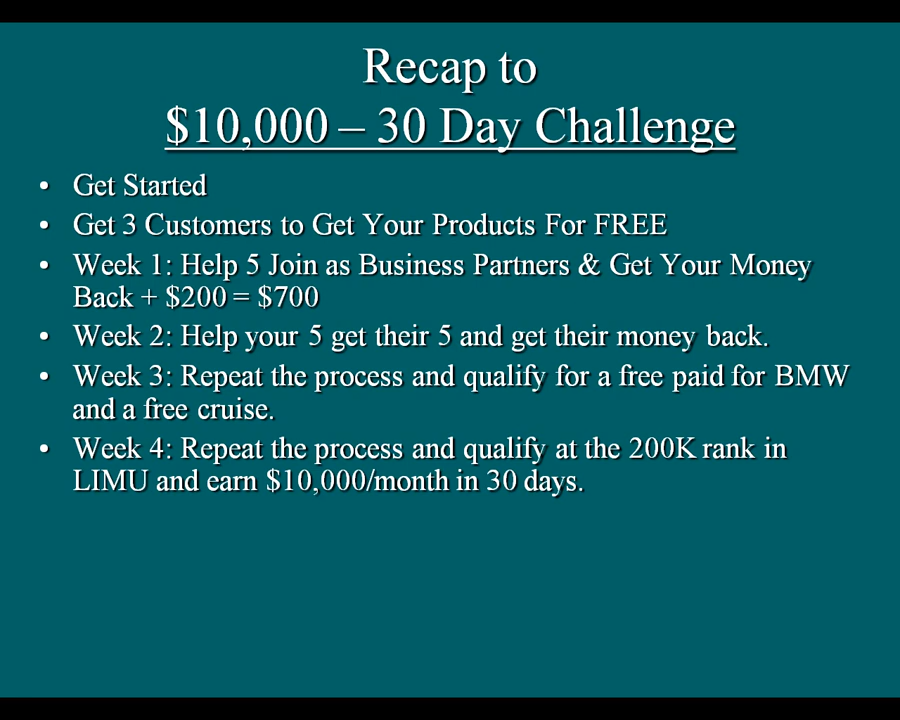 Recap to
$10,000 – 30 Day Challenge
• Get Started
• Get 3 Customers to Get Your Products For FREE
• Week 1: Help 5 Join as Business Partners & Get Your Money
Back + $200 = $700
• Week 2: Help your 5 get their 5 and get their money back.
• Week 3: Repeat the process and qualify for a free paid for BMW
and a free cruise.
• Week 4: Repeat the process and qualify at the 200K rank in
LIMU and earn $10,000/month in 30 days.